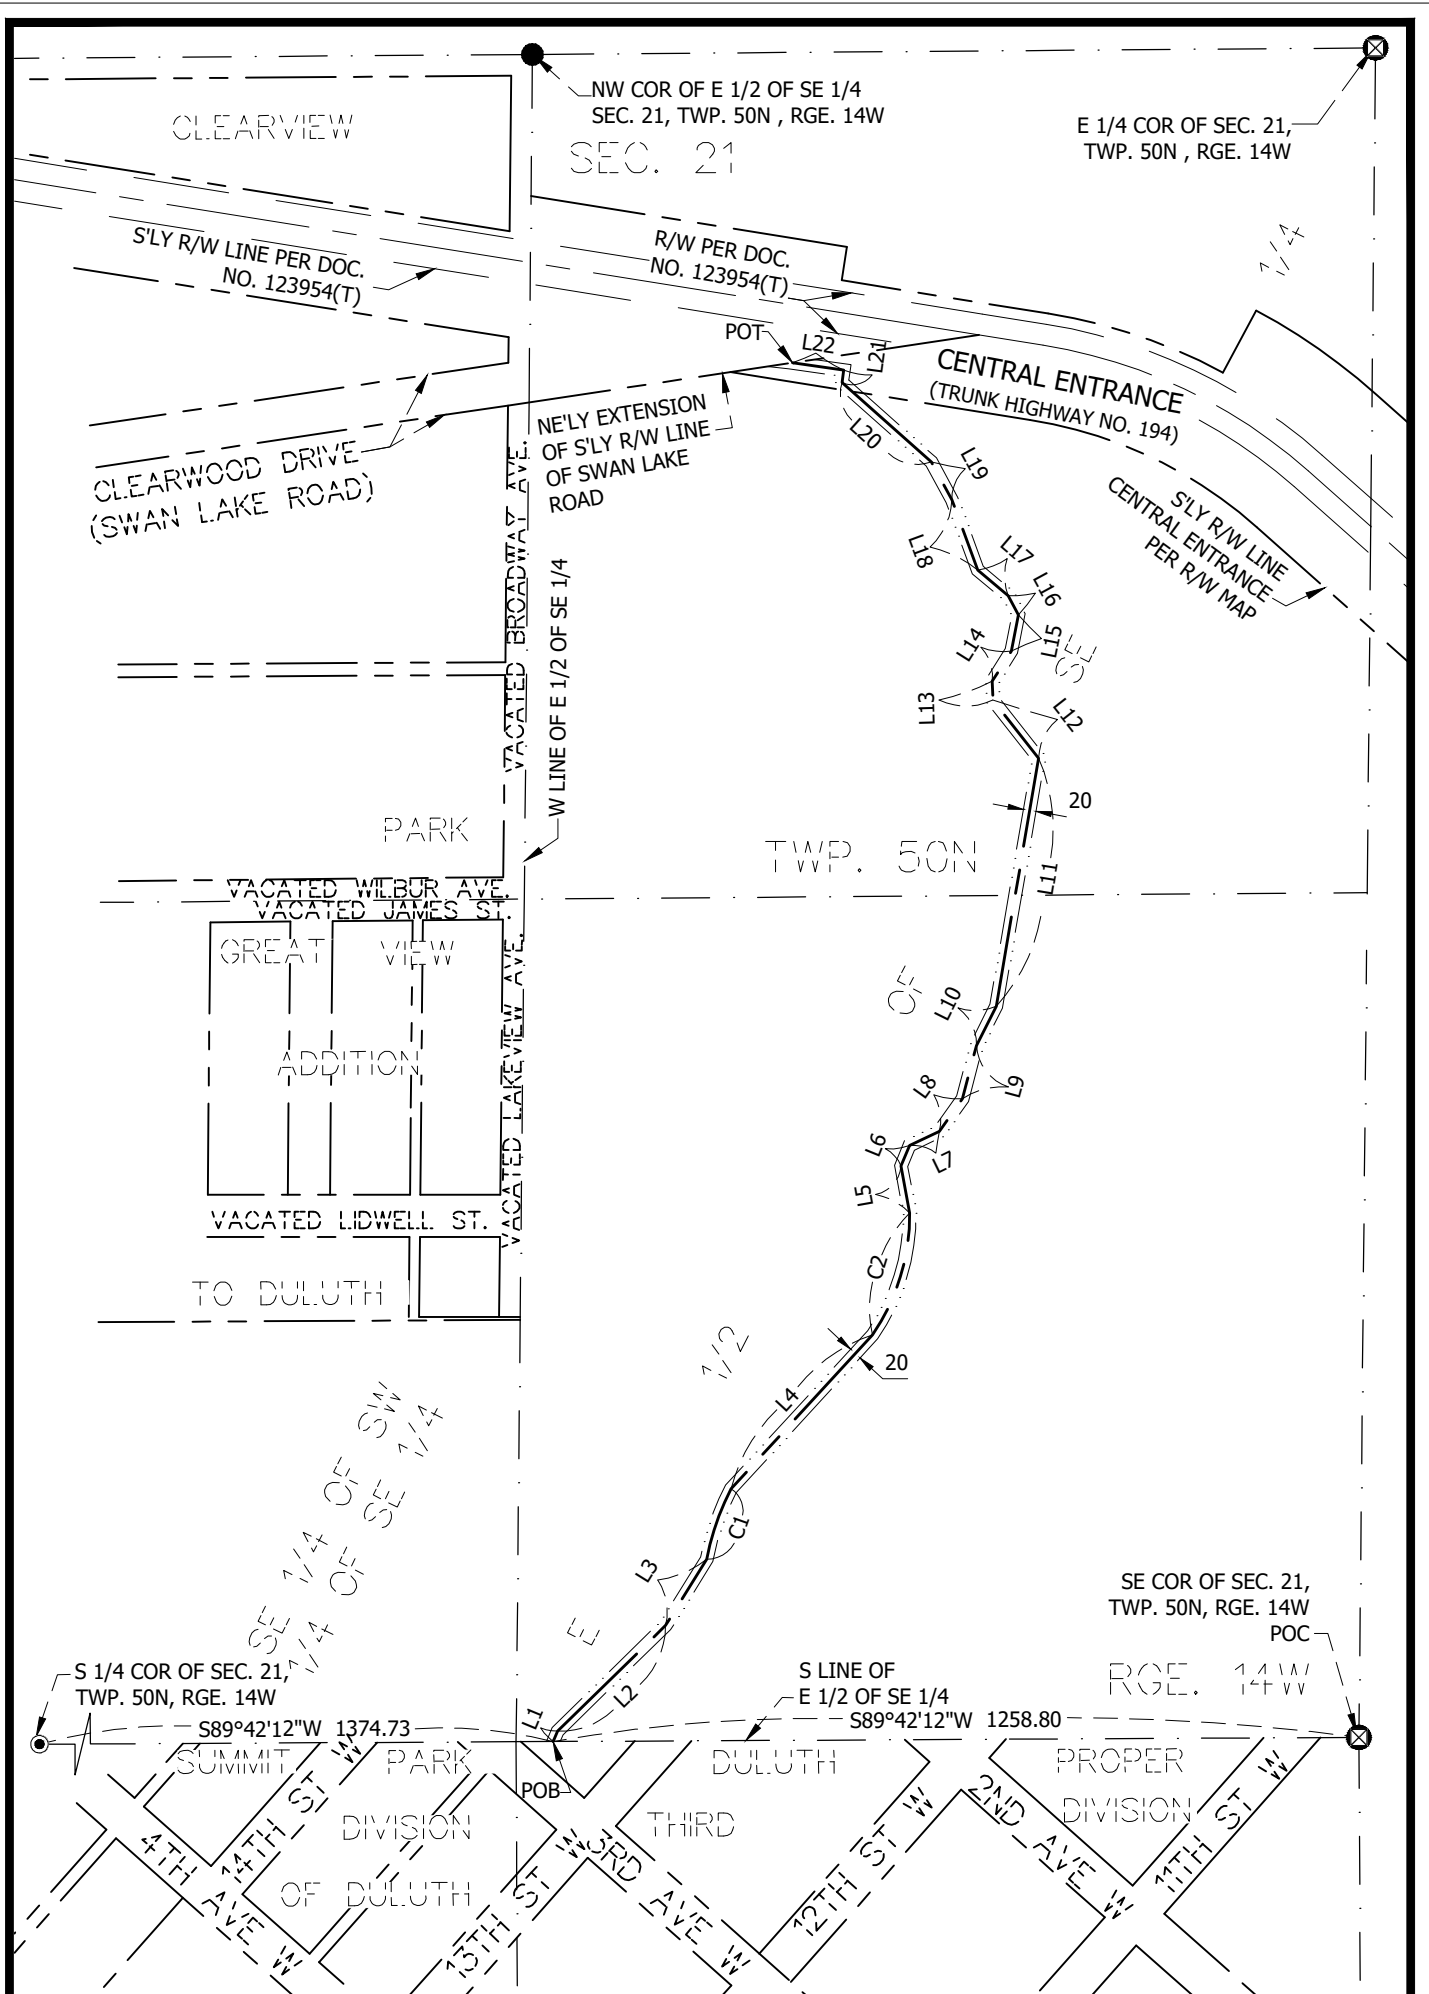 NW COR OF E 1/2 OF SE 1/4
SEC. 21, TWP. 50N , RGE. 14W
E 1/4 COR OF SEC. 21,
TWP. 50N , RGE. 14W
CLEARVIEW
SEC. 21
1/4
S'LY R/W LINE PER DOC.
NO. 123954(T)
R/W PER DOC.
NO. 123954(T)
POT
L22
L21
CENTRAL ENTRANCE
(TRUNK HIGHWAY NO. 194)
NE'LY EXTENSION
OF S'LY R/W LINE
OF SWAN LAKE
ROAD
L20
L19
CLEARWOOD DRIVE
(SWAN LAKE ROAD)
S'LY R/W LINE
CENTRAL ENTRANCE
PER R/W MAP
L18
L17
L16
L15
L14
SE
L13
L12
VACATED BROADWAY AVE.
W LINE OF E 1/2 OF SE 1/4
20
PARK
TWP. 50N
L11
VACATED WILBUR AVE.
VACATED JAMES ST.
GREAT VIEW
OF
L10
ADDITION
VACATED LAKEVIEW AVE.
L9
L8
L7
L6
L5
VACATED LIDWELL ST.
C2
TO DULUTH
1/2
20
L4
SE 1/4 OF SW
1/4 OF SE 1/4
C1
L3
SE COR OF SEC. 21,
TWP. 50N, RGE. 14W
POC
E
S 1/4 COR OF SEC. 21,
TWP. 50N, RGE. 14W
S LINE OF
E 1/2 OF SE 1/4
RGE. 14W
L2
L1
S89°42'12"W 1374.73
S89°42'12"W 1258.80
POB
SUMMIT PARK
DIVISION
OF DULUTH
DULUTH PROPER
THIRD DIVISION
4TH AVE W
14TH ST W
13TH ST W
3RD AVE W
12TH ST W
2ND AVE W
11TH ST W